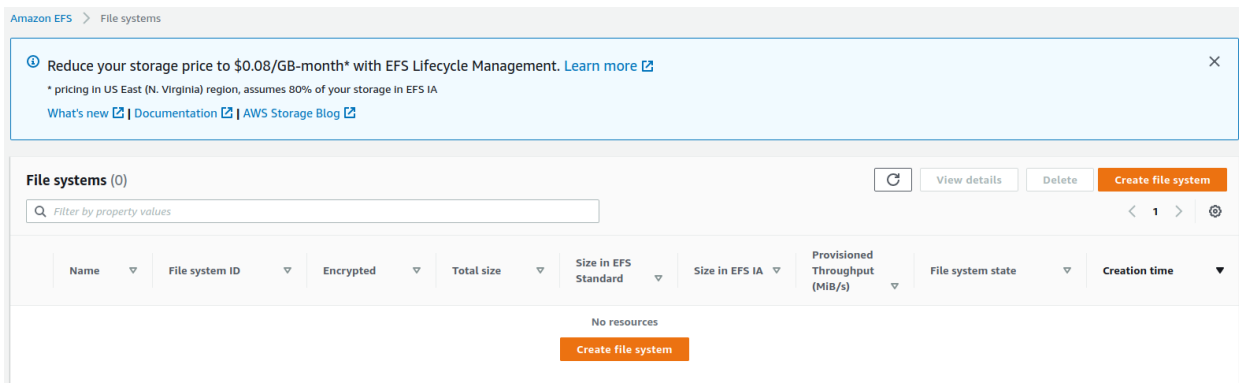 Amazon EFS > File systems
Reduce your storage price to $0.08/GB-month* with EFS Lifecycle Management. Learn more
* pricing in US East (N. Virginia) region, assumes 80% of your storage in EFS IA
What's new | Documentation | AWS Storage Blog
File systems (0)
View details
Delete
Create file system
Filter by property values
1
Name
File system ID
Encrypted
Total size
Size in EFS
Standard
Size in EFS IA
Provisioned
Throughput
(MiB/s)
File system state
Creation time
No resources
Create file system